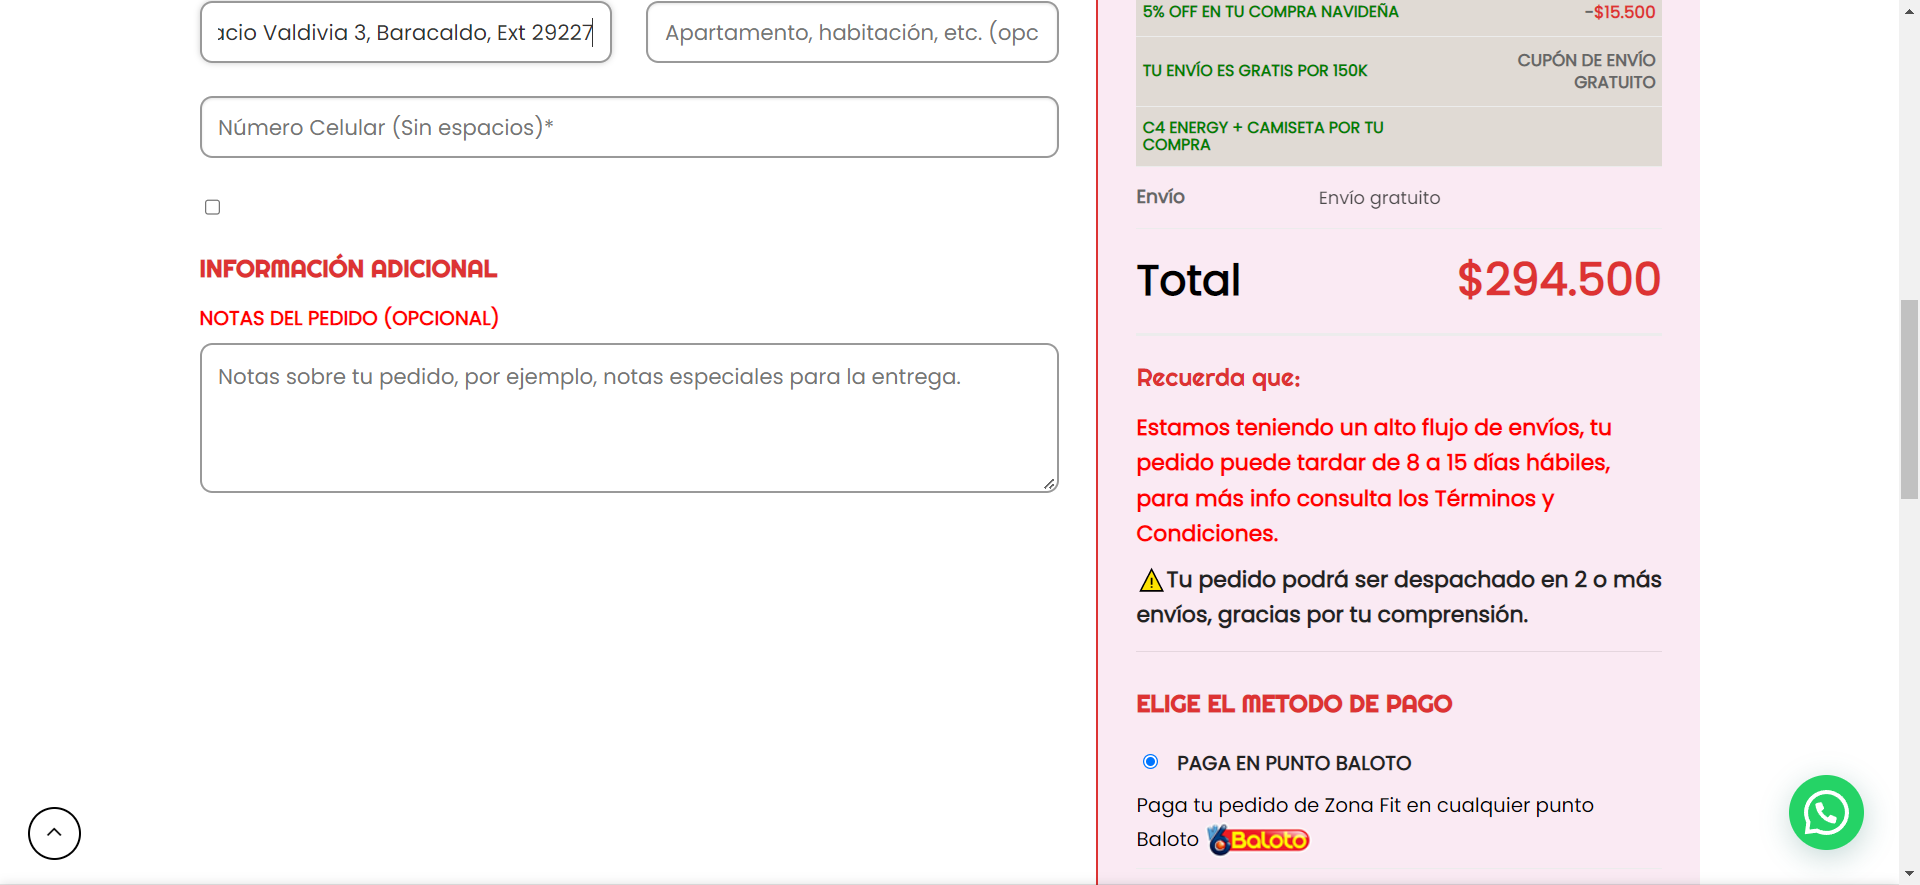 acio Valdivia 3, Baracaldo, Ext 29227
Apartamento, habitación, etc. (opc
Número Celular (Sin espacios)*
INFORMACIÓN ADICIONAL
NOTAS DEL PEDIDO (OPCIONAL)
Notas sobre tu pedido, por ejemplo, notas especiales para la entrega.
5% OFF EN TU COMPRA NAVIDEÑA -$15.500
TU ENVÍO ES GRATIS POR 150K CUPÓN DE ENVÍO
GRATUITO
C4 ENERGY + CAMISETA POR TU
COMPRA
Envío Envío gratuito
Total $294.500
Recuerda que:
Estamos teniendo un alto flujo de envíos, tu
pedido puede tardar de 8 a 15 días hábiles,
para más info consulta los Términos y
Condiciones.
⚠Tu pedido podrá ser despachado en 2 o más
envíos, gracias por tu comprensión.
ELIGE EL METODO DE PAGO
PAGA EN PUNTO BALOTO
Paga tu pedido de Zona Fit en cualquier punto
Baloto Baloto